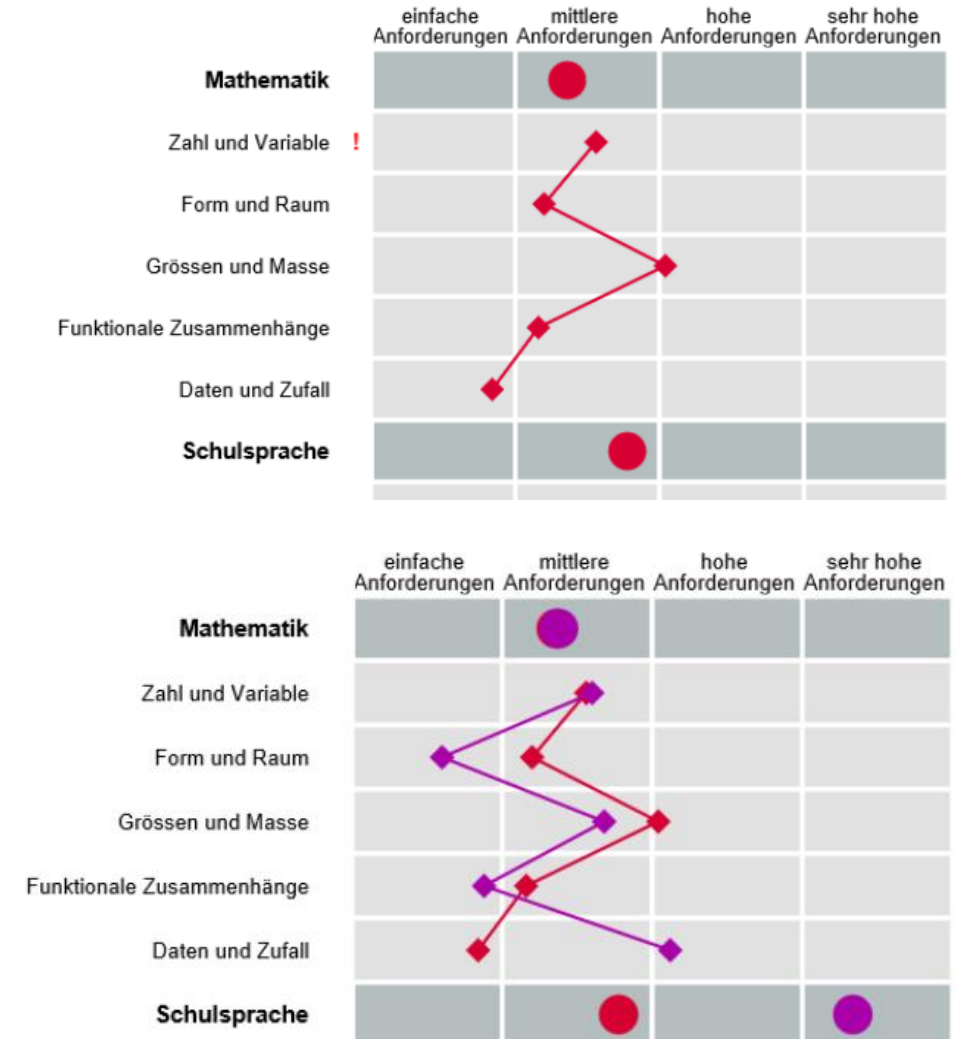 einfache mittlere hohe sehr hohe
Anforderungen Anforderungen Anforderungen Anforderungen
Mathematik
Zahl und Variable !
Form und Raum
Grössen und Masse
Funktionale Zusammenhänge
Daten und Zufall
Schulsprache
einfache mittlere hohe sehr hohe
Anforderungen Anforderungen Anforderungen Anforderungen
Mathematik
Zahl und Variable
Form und Raum
Grössen und Masse
Funktionale Zusammenhänge
Daten und Zufall
Schulsprache